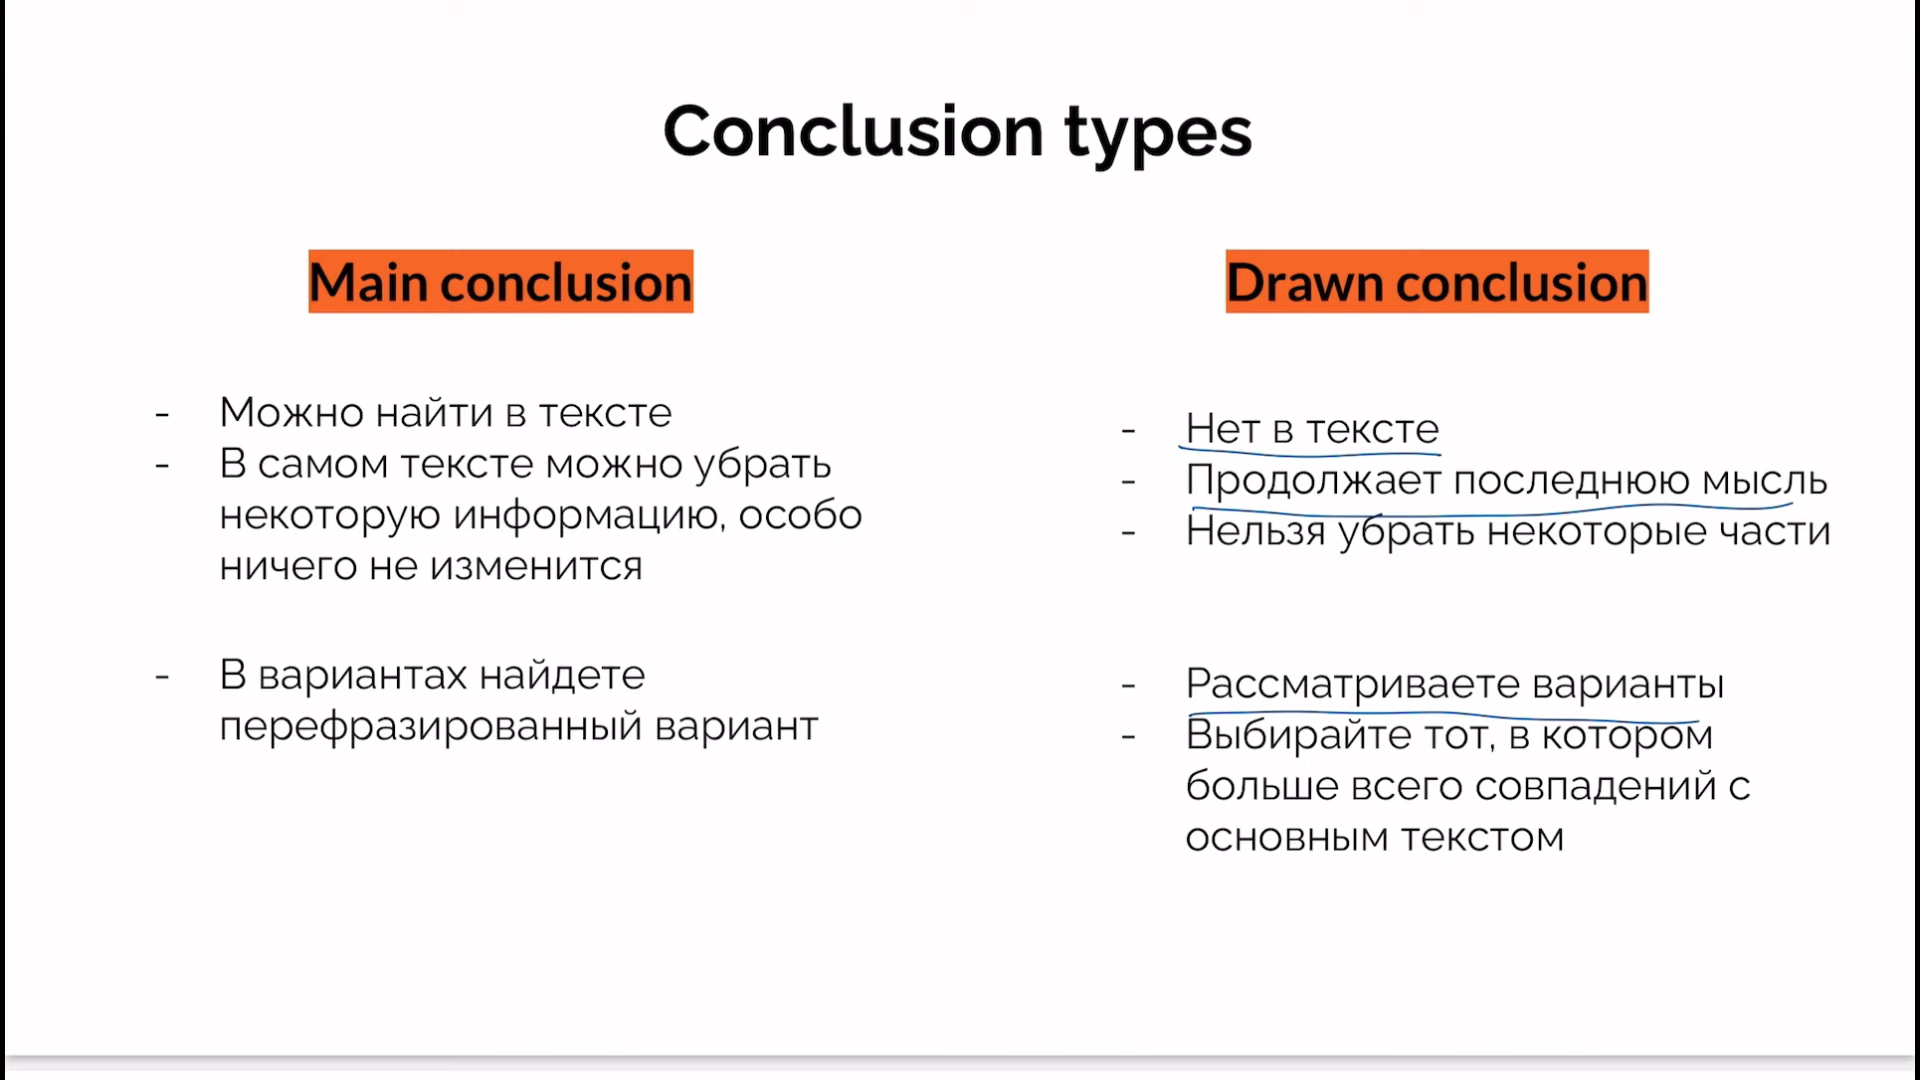 Conclusion types
Main conclusion
- Можно найти в тексте
- В самом тексте можно убрать
некоторую информацию, особо
ничего не изменится
- В вариантах найдете
перефразированный вариант
Drawn conclusion
- Нет в тексте
- Продолжает последнюю мысль
- Нельзя убрать некоторые части
- Рассматриваете варианты
- Выбирайте тот, в котором
больше всего совпадений с
основным текстом